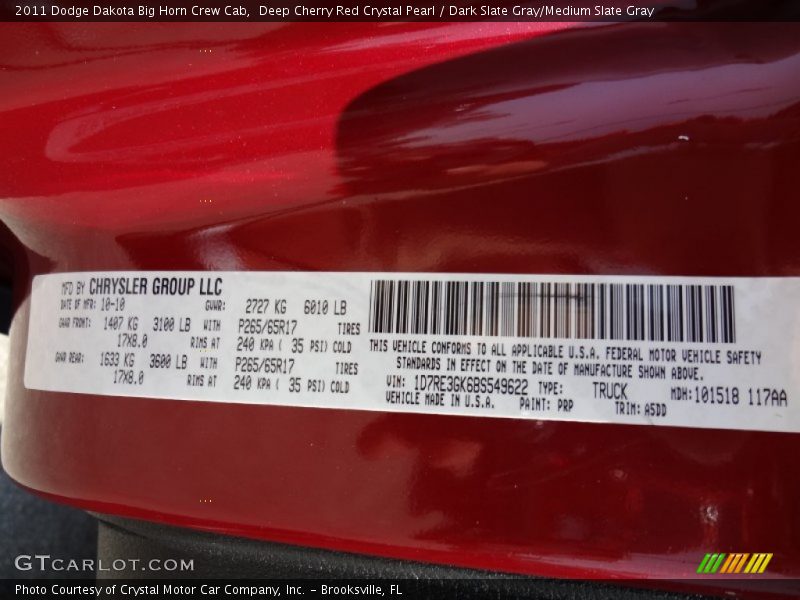 2011 Dodge Dakota Big Horn Crew Cab,  Deep Cherry Red Crystal Pearl / Dark Slate Gray/Medium Slate Gray
MFD BY CHRYSLER GROUP LLC
DATE OF MFR: 10-10 GVWR: 2727 KG 6010 LB
GAWR FRONT: 1407 KG 3100 LB WITH P265/65R17 TIRES
17X8.0 RIMS AT 240 KPA ( 35 PSI) COLD
GAWR REAR: 1633 KG 3600 LB WITH P265/65R17 TIRES
17X8.0 RIMS AT 240 KPA ( 35 PSI) COLD
THIS VEHICLE CONFORMS TO ALL APPLICABLE U.S.A. FEDERAL MOTOR VEHICLE SAFETY
STANDARDS IN EFFECT ON THE DATE OF MANUFACTURE SHOWN ABOVE.
VIN: 1D7RE3GK6BS549622 TYPE: TRUCK MDH:101518 117AA
VEHICLE MADE IN U.S.A. PAINT: PRP TRIM: A5DD
GTCARLOT.COM
Photo Courtesy of Crystal Motor Car Company, Inc. – Brooksville, FL